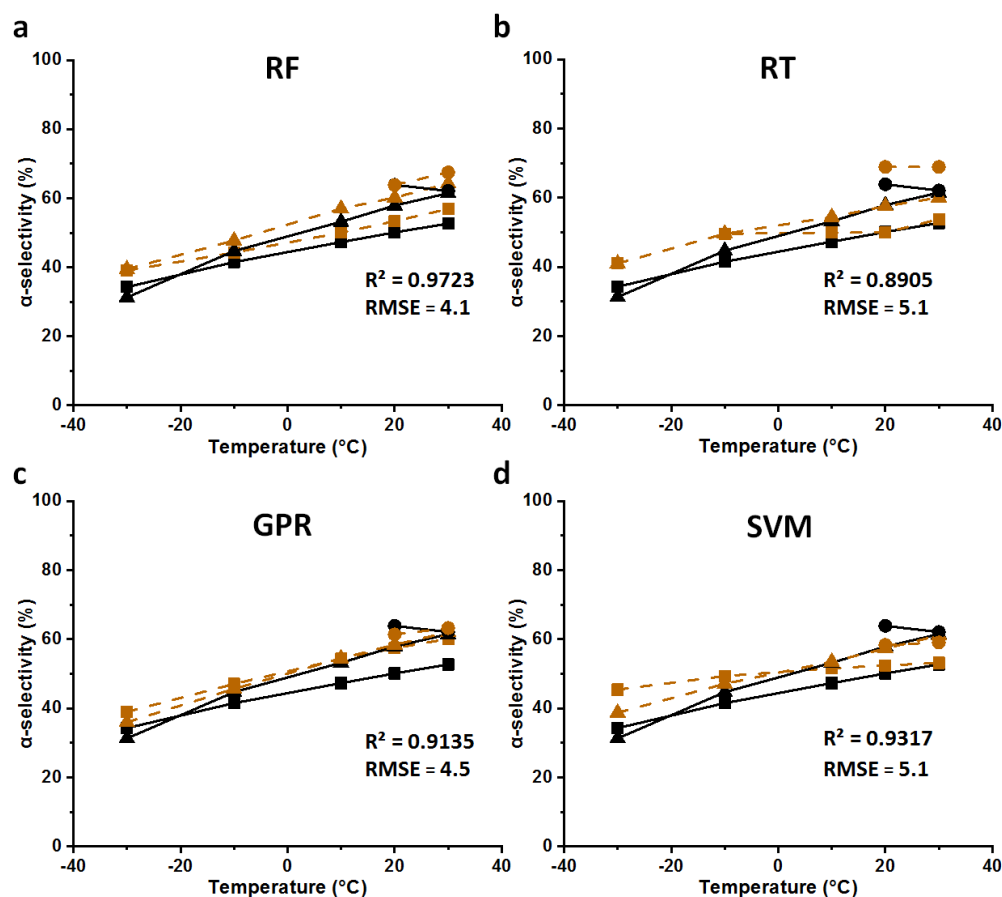 a
RF
α-selectivity (%)
100
80
60
40
20
0
R² = 0.9723
RMSE = 4.1
-40
-20
0
20
40
Temperature (°C)
b
RT
α-selectivity (%)
100
80
60
40
20
0
R² = 0.8905
RMSE = 5.1
-40
-20
0
20
40
Temperature (°C)
c
GPR
α-selectivity (%)
100
80
60
40
20
0
R² = 0.9135
RMSE = 4.5
-40
-20
0
20
40
Temperature (°C)
d
SVM
α-selectivity (%)
100
80
60
40
20
0
R² = 0.9317
RMSE = 5.1
-40
-20
0
20
40
Temperature (°C)